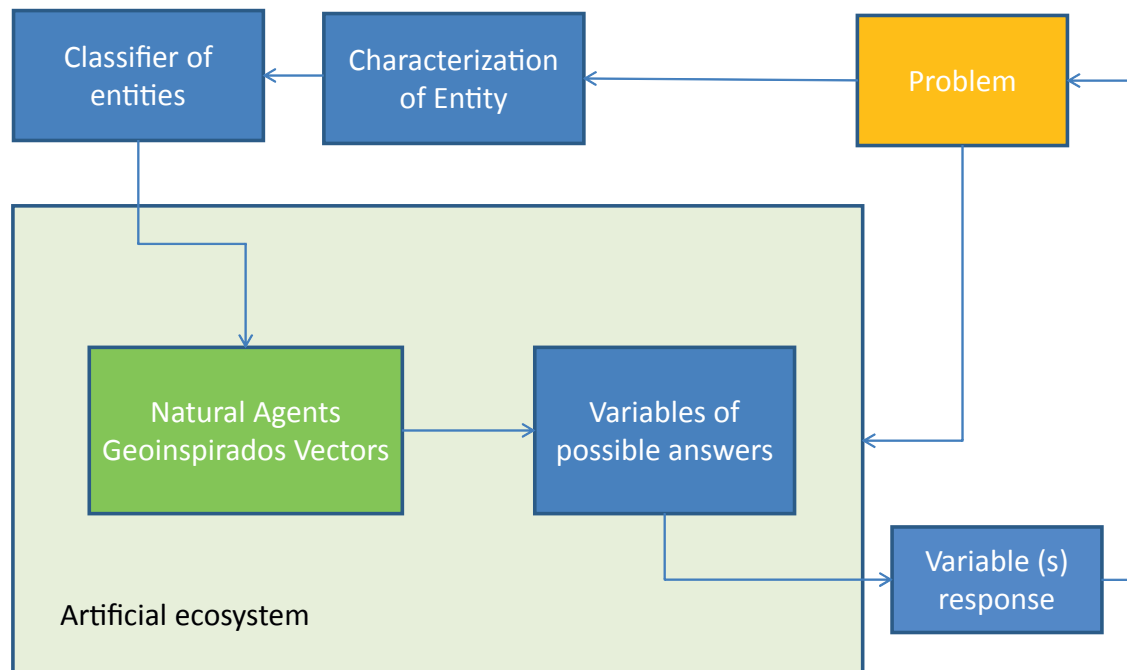 Classifier of
entities
Characterization
of Entity
Problem
Natural Agents
Geoinspirados Vectors
Variables of
possible answers
Variable (s)
response
Artificial ecosystem